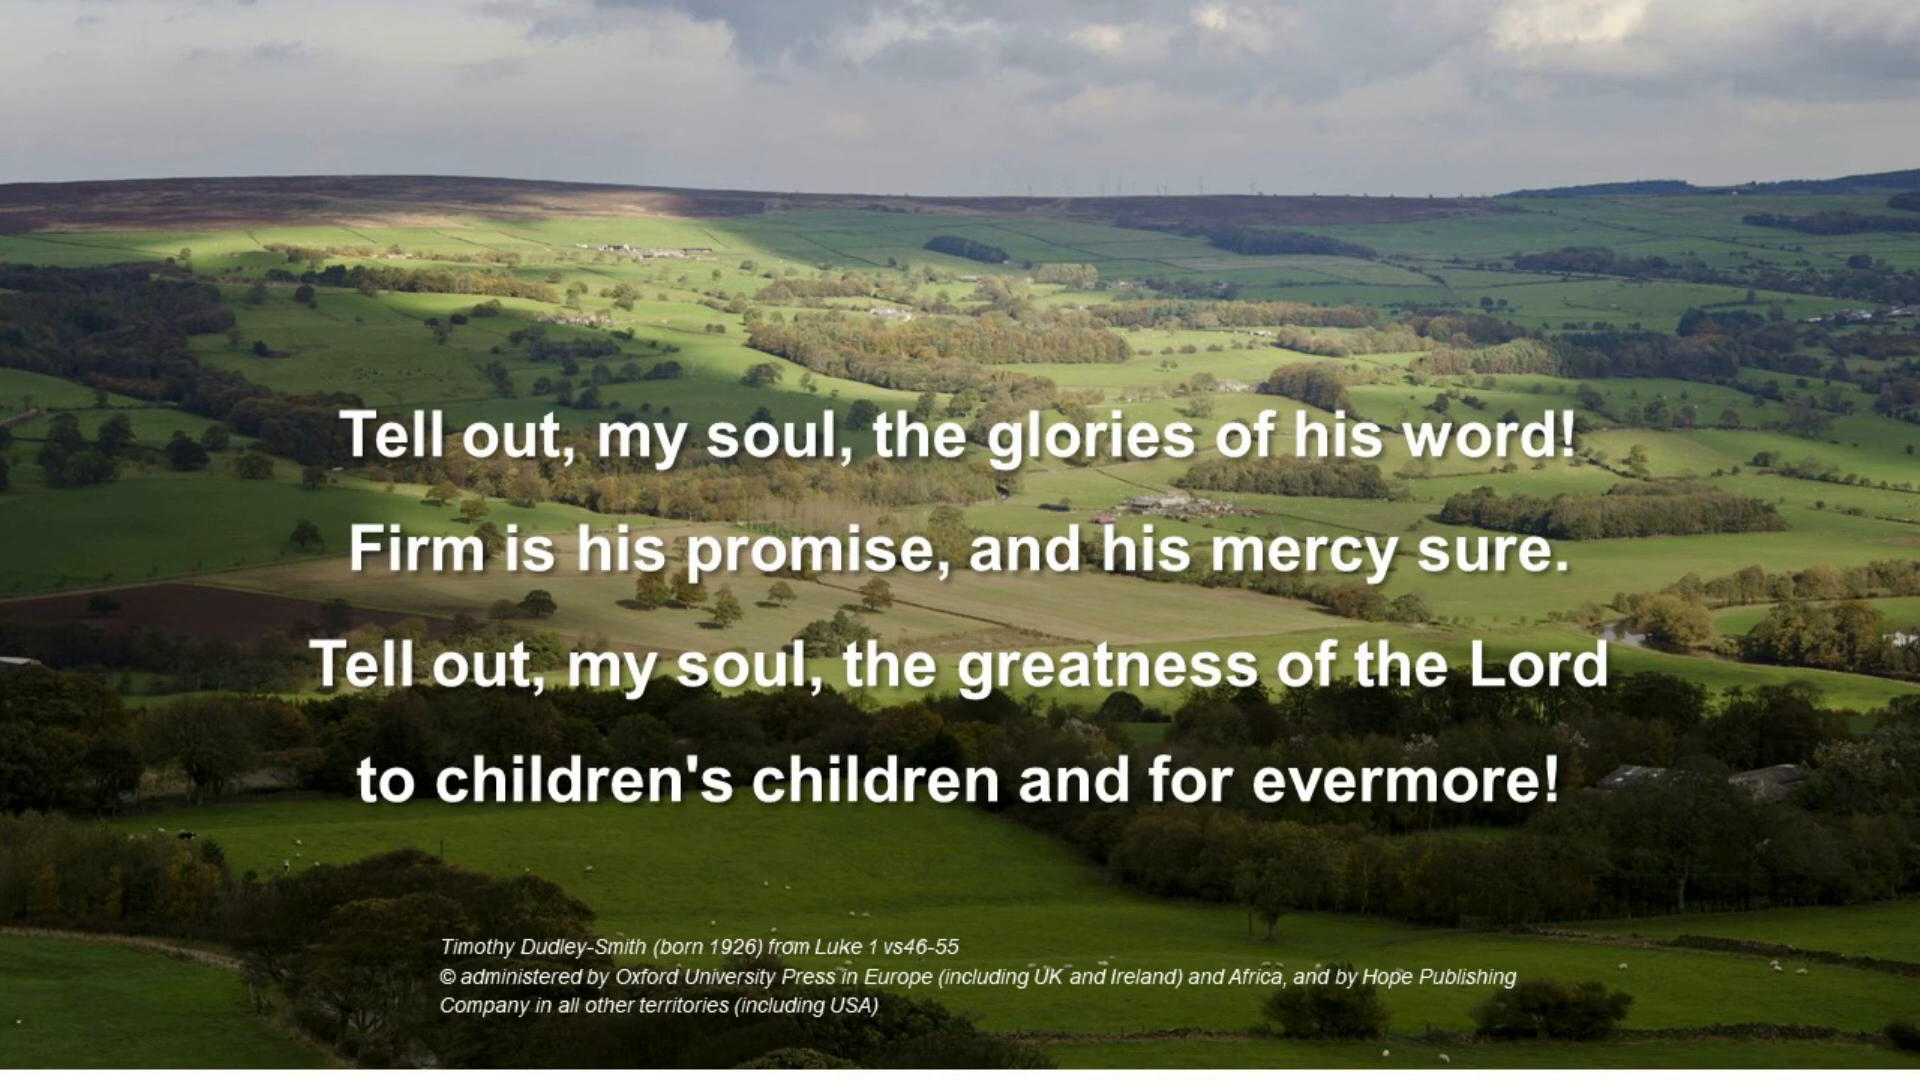 Tell out, my soul, the glories of his word!
Firm is his promise, and his mercy sure.
Tell out, my soul, the greatness of the Lord
to children's children and for evermore!
Timothy Dudley-Smith (born 1926) from Luke 1 vs46-55
© administered by Oxford University Press in Europe (including UK and Ireland) and Africa, and by Hope Publishing
Company in all other territories (including USA)